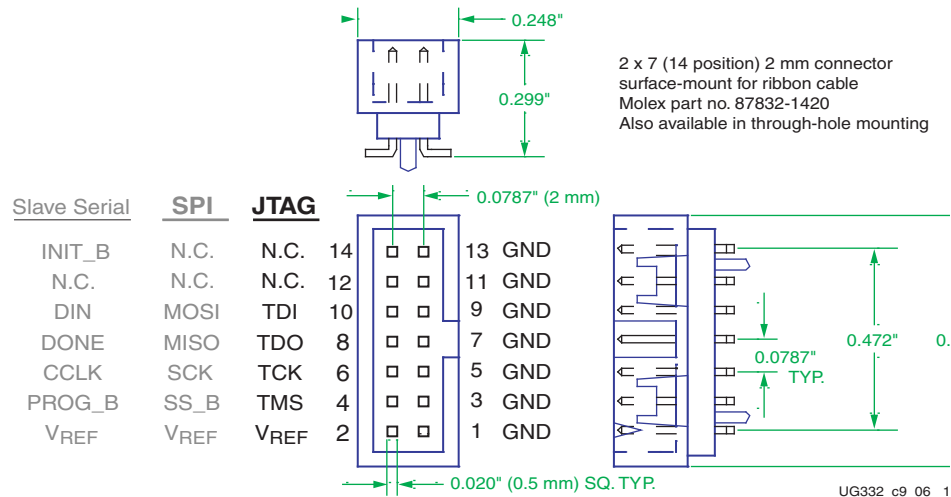 0.248"
2 x 7 (14 position) 2 mm connector
surface-mount for ribbon cable
Molex part no. 87832-1420
Also available in through-hole mounting
0.299"
0.0787" (2 mm)
Slave Serial SPI JTAG
INIT_B N.C. N.C. 14 13 GND
N.C. N.C. N.C. 12 11 GND
DIN MOSI TDI 10 9 GND
DONE MISO TDO 8 7 GND
CCLK SCK TCK 6 5 GND
PROG_B SS_B TMS 4 3 GND
VREF VREF VREF 2 1 GND
0.472"
0.
0.0787"
TYP.
0.020" (0.5 mm) SQ. TYP.
UG332_c9_06_1